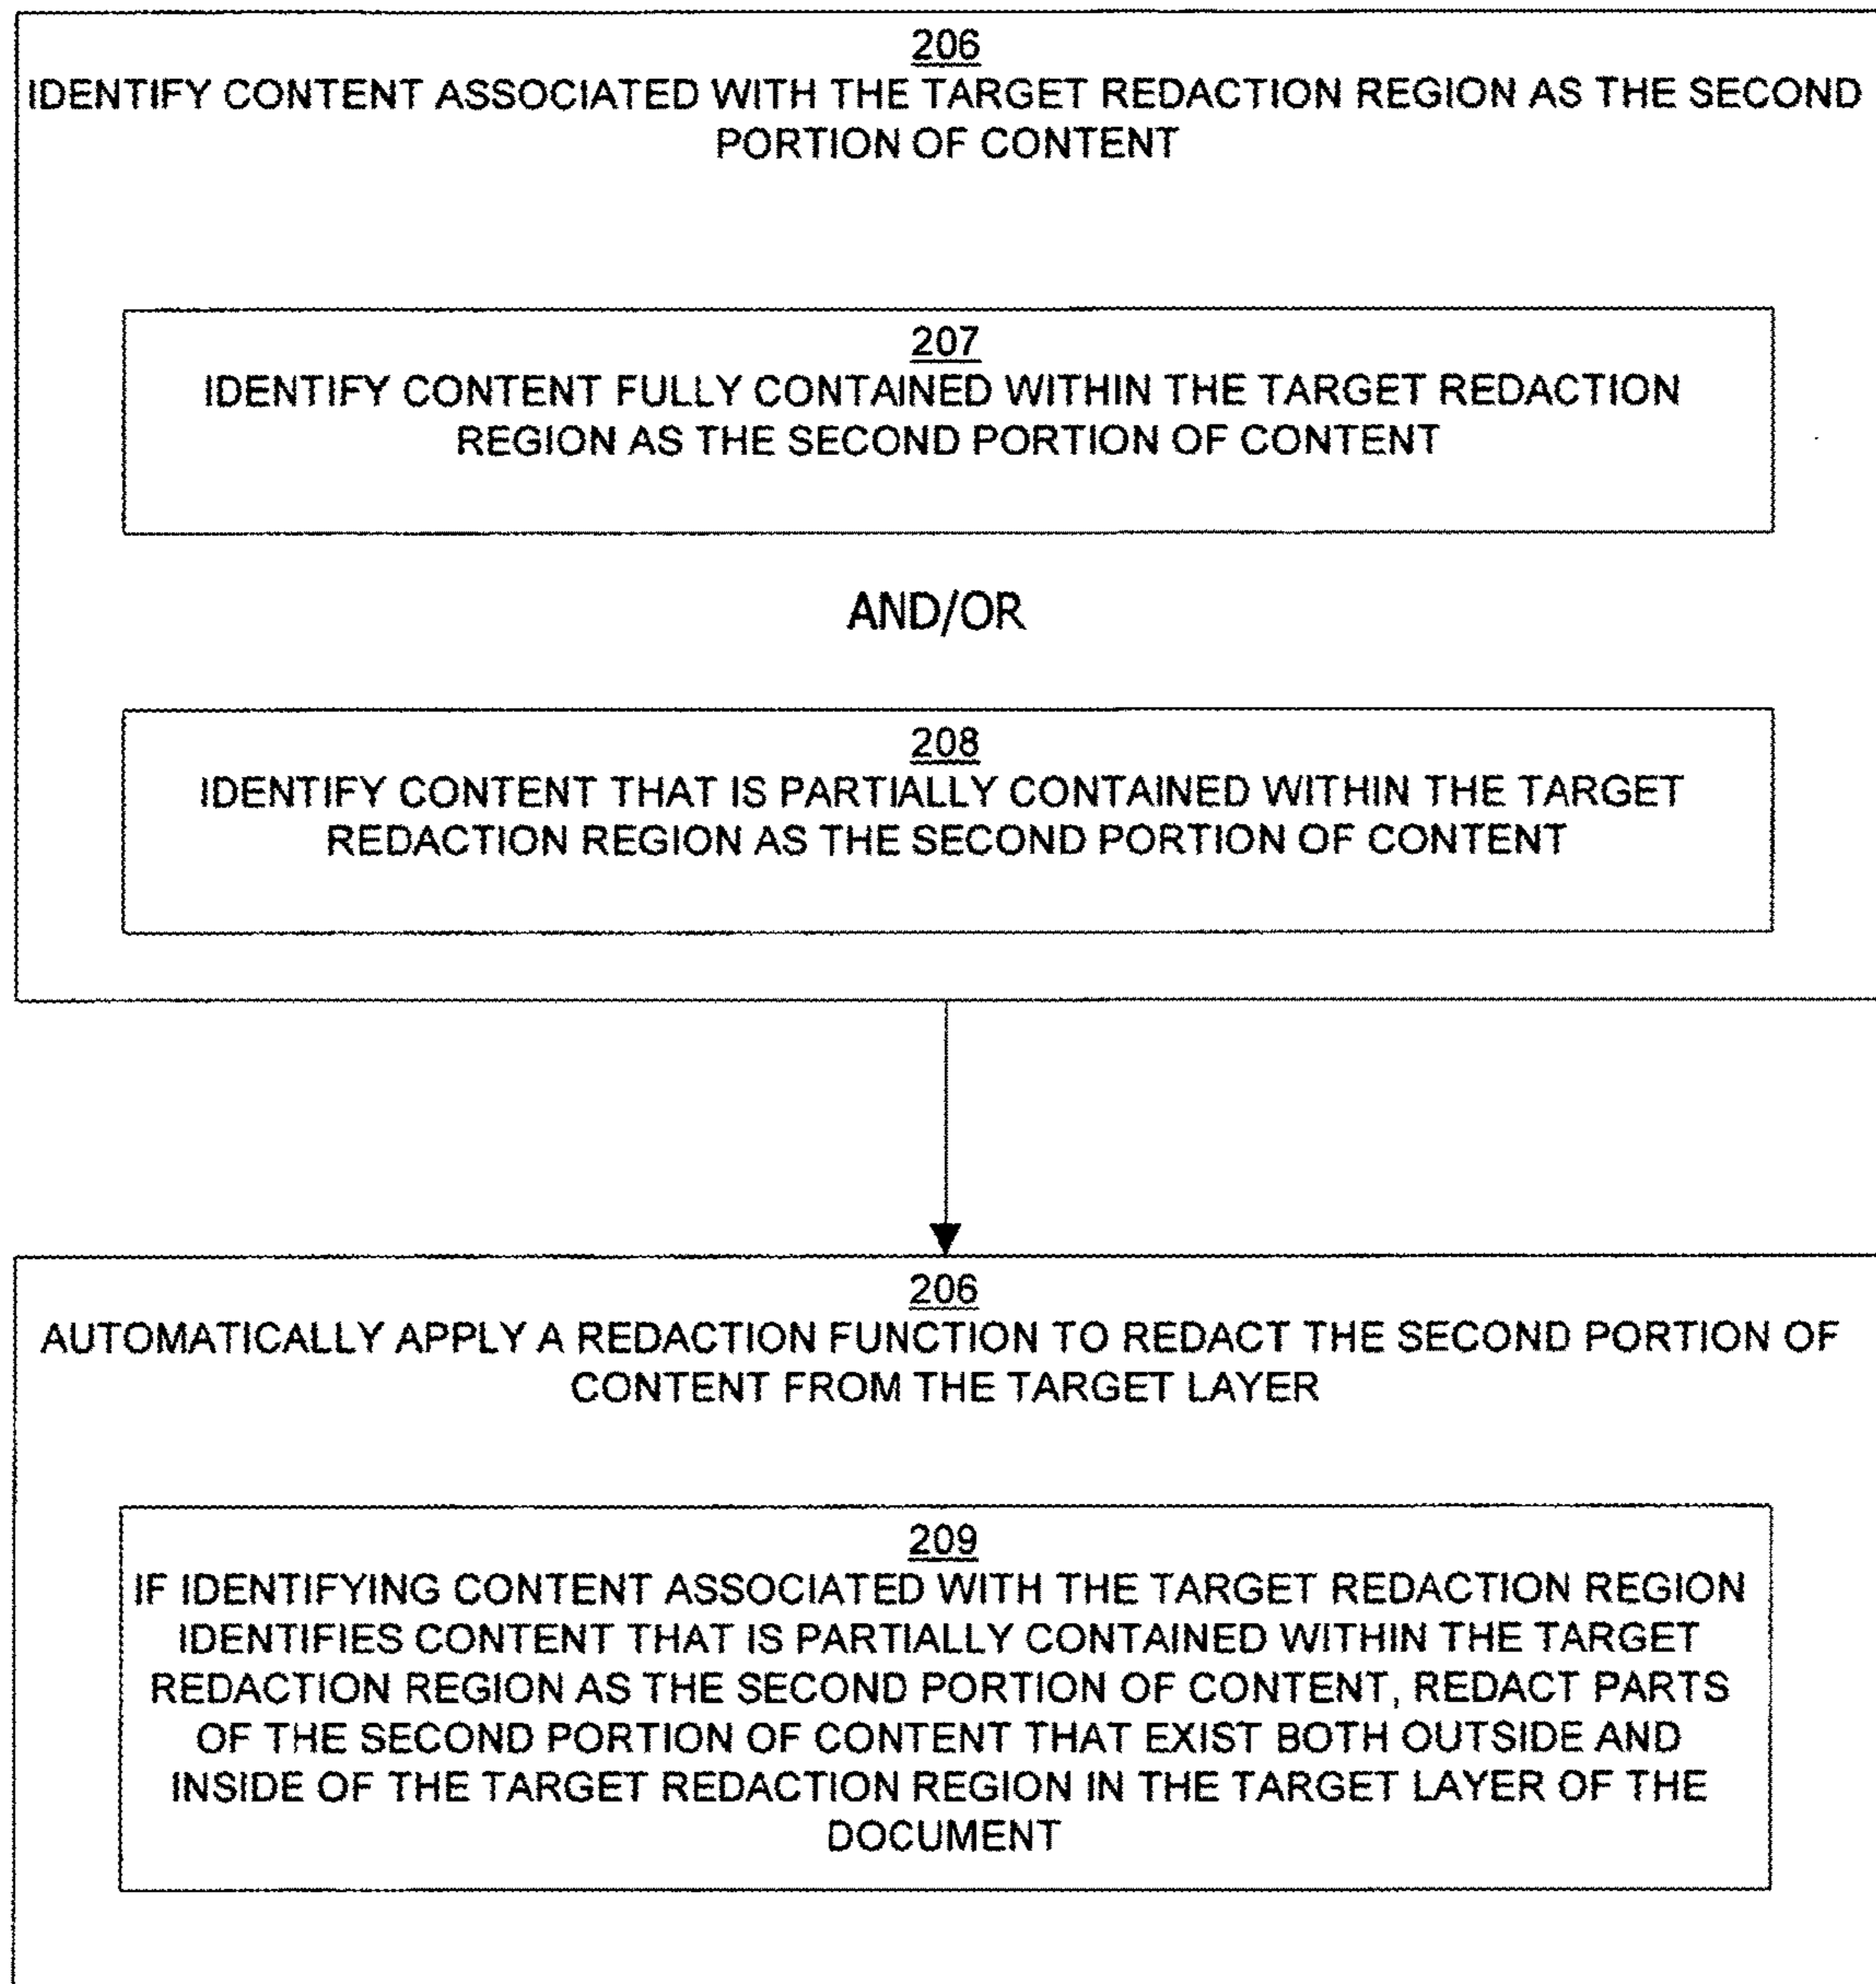 206
IDENTIFY CONTENT ASSOCIATED WITH THE TARGET REDACTION REGION AS THE SECOND
PORTION OF CONTENT
207
IDENTIFY CONTENT FULLY CONTAINED WITHIN THE TARGET REDACTION
REGION AS THE SECOND PORTION OF CONTENT
AND/OR
208
IDENTIFY CONTENT THAT IS PARTIALLY CONTAINED WITHIN THE TARGET
REDACTION REGION AS THE SECOND PORTION OF CONTENT
206
AUTOMATICALLY APPLY A REDACTION FUNCTION TO REDACT THE SECOND PORTION OF
CONTENT FROM THE TARGET LAYER
209
IF IDENTIFYING CONTENT ASSOCIATED WITH THE TARGET REDACTION REGION
IDENTIFIES CONTENT THAT IS PARTIALLY CONTAINED WITHIN THE TARGET
REDACTION REGION AS THE SECOND PORTION OF CONTENT, REDACT PARTS
OF THE SECOND PORTION OF CONTENT THAT EXIST BOTH OUTSIDE AND
INSIDE OF THE TARGET REDACTION REGION IN THE TARGET LAYER OF THE
DOCUMENT